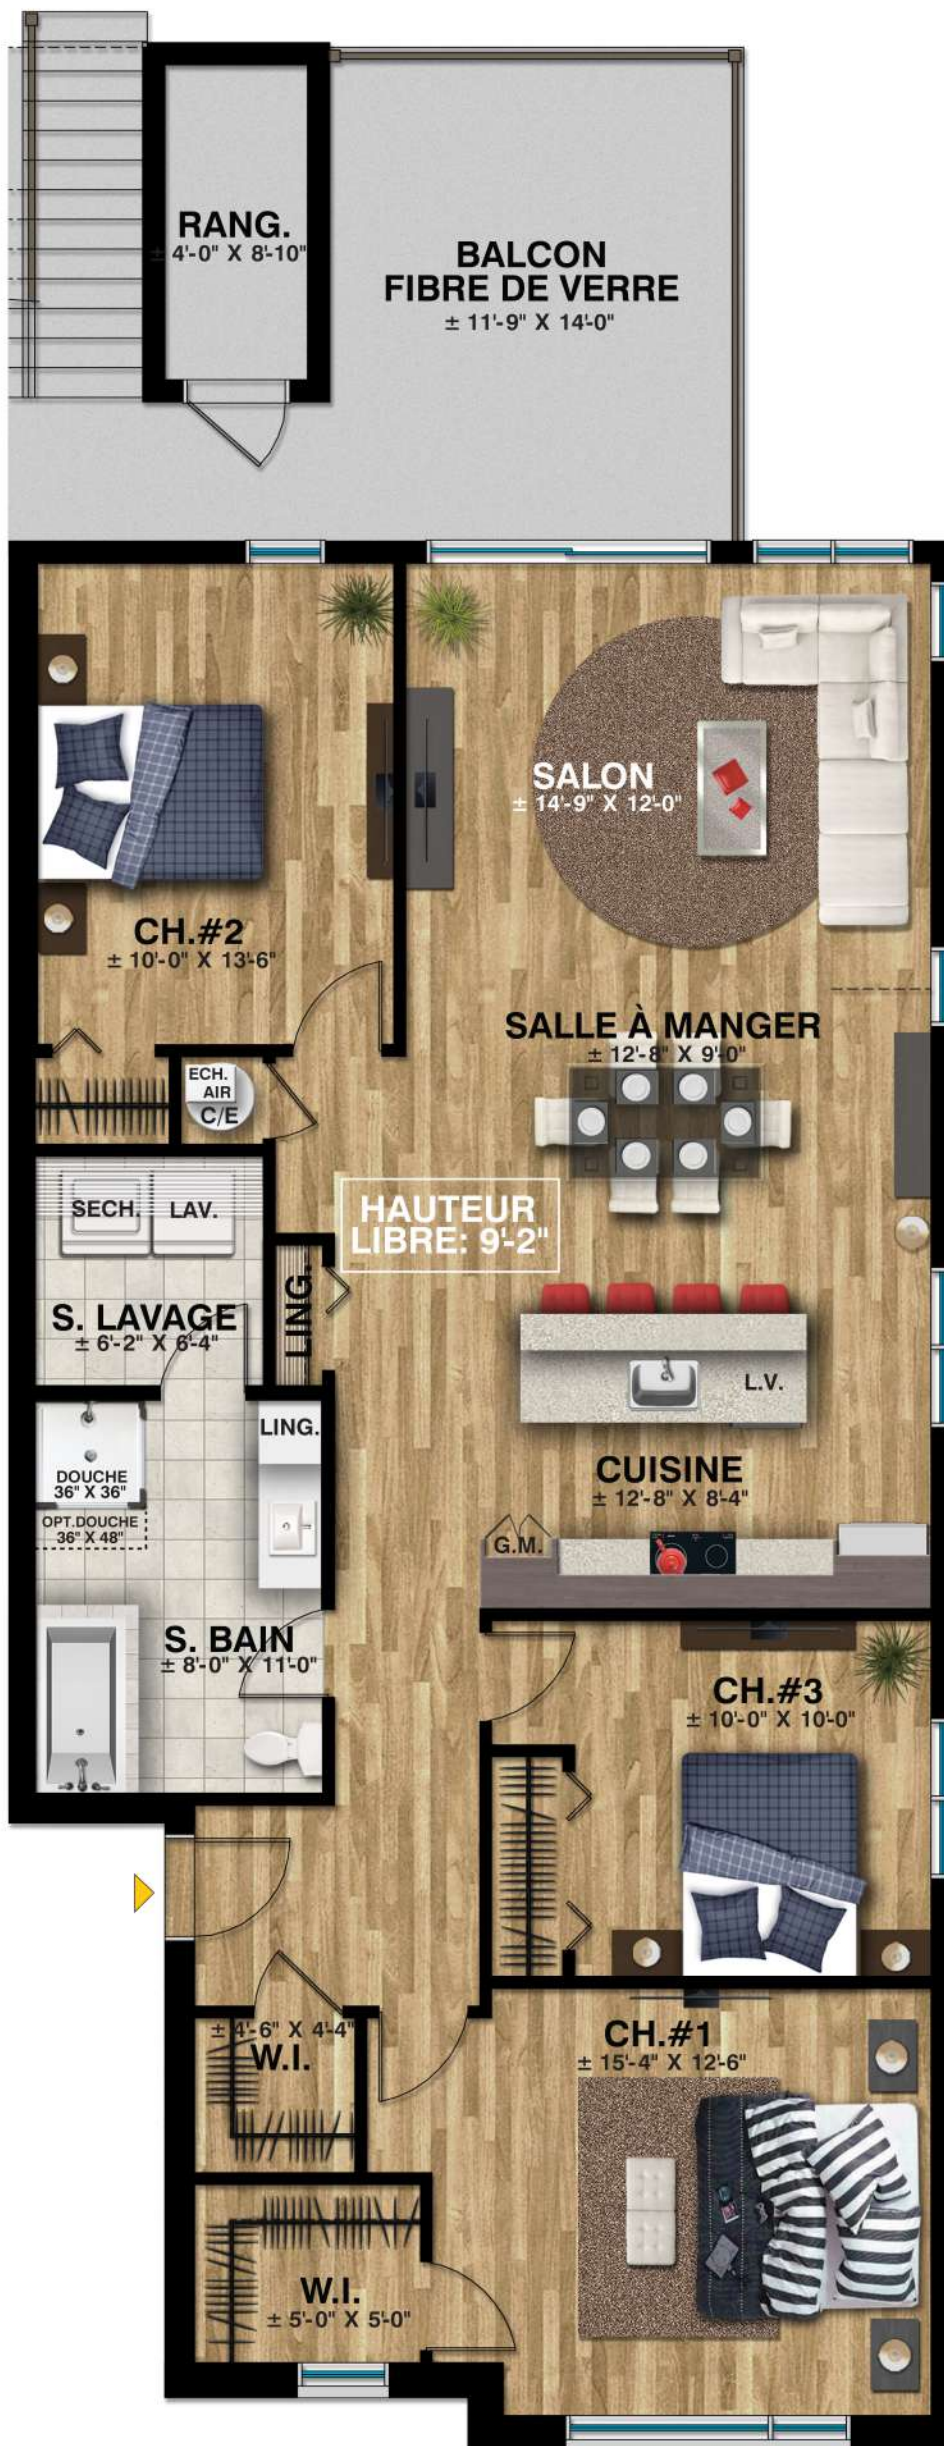 RANG.
± 4'-0" X 8'-10"
BALCON
FIBRE DE VERRE
± 11'-9" X 14'-0"
SALON
± 14'-9" X 12'-0"
CH.#2
± 10'-0" X 13'-6"
SALLE À MANGER
± 12'-8" X 9'-0"
ECH.
AIR
C/E
SECH.
LAV.
HAUTEUR
LIBRE: 9'-2"
LING.
S. LAVAGE
± 6'-2" X 6'-4"
L.V.
LING.
DOUCHE
36" X 36"
OPT.DOUCHE
36" X 48"
CUISINE
± 12'-8" X 8'-4"
G.M.
S. BAIN
± 8'-0" X 11'-0"
CH.#3
± 10'-0" X 10'-0"
± 4'-6" X 4'-4"
W.I.
CH.#1
± 15'-4" X 12'-6"
W.I.
± 5'-0" X 5'-0"